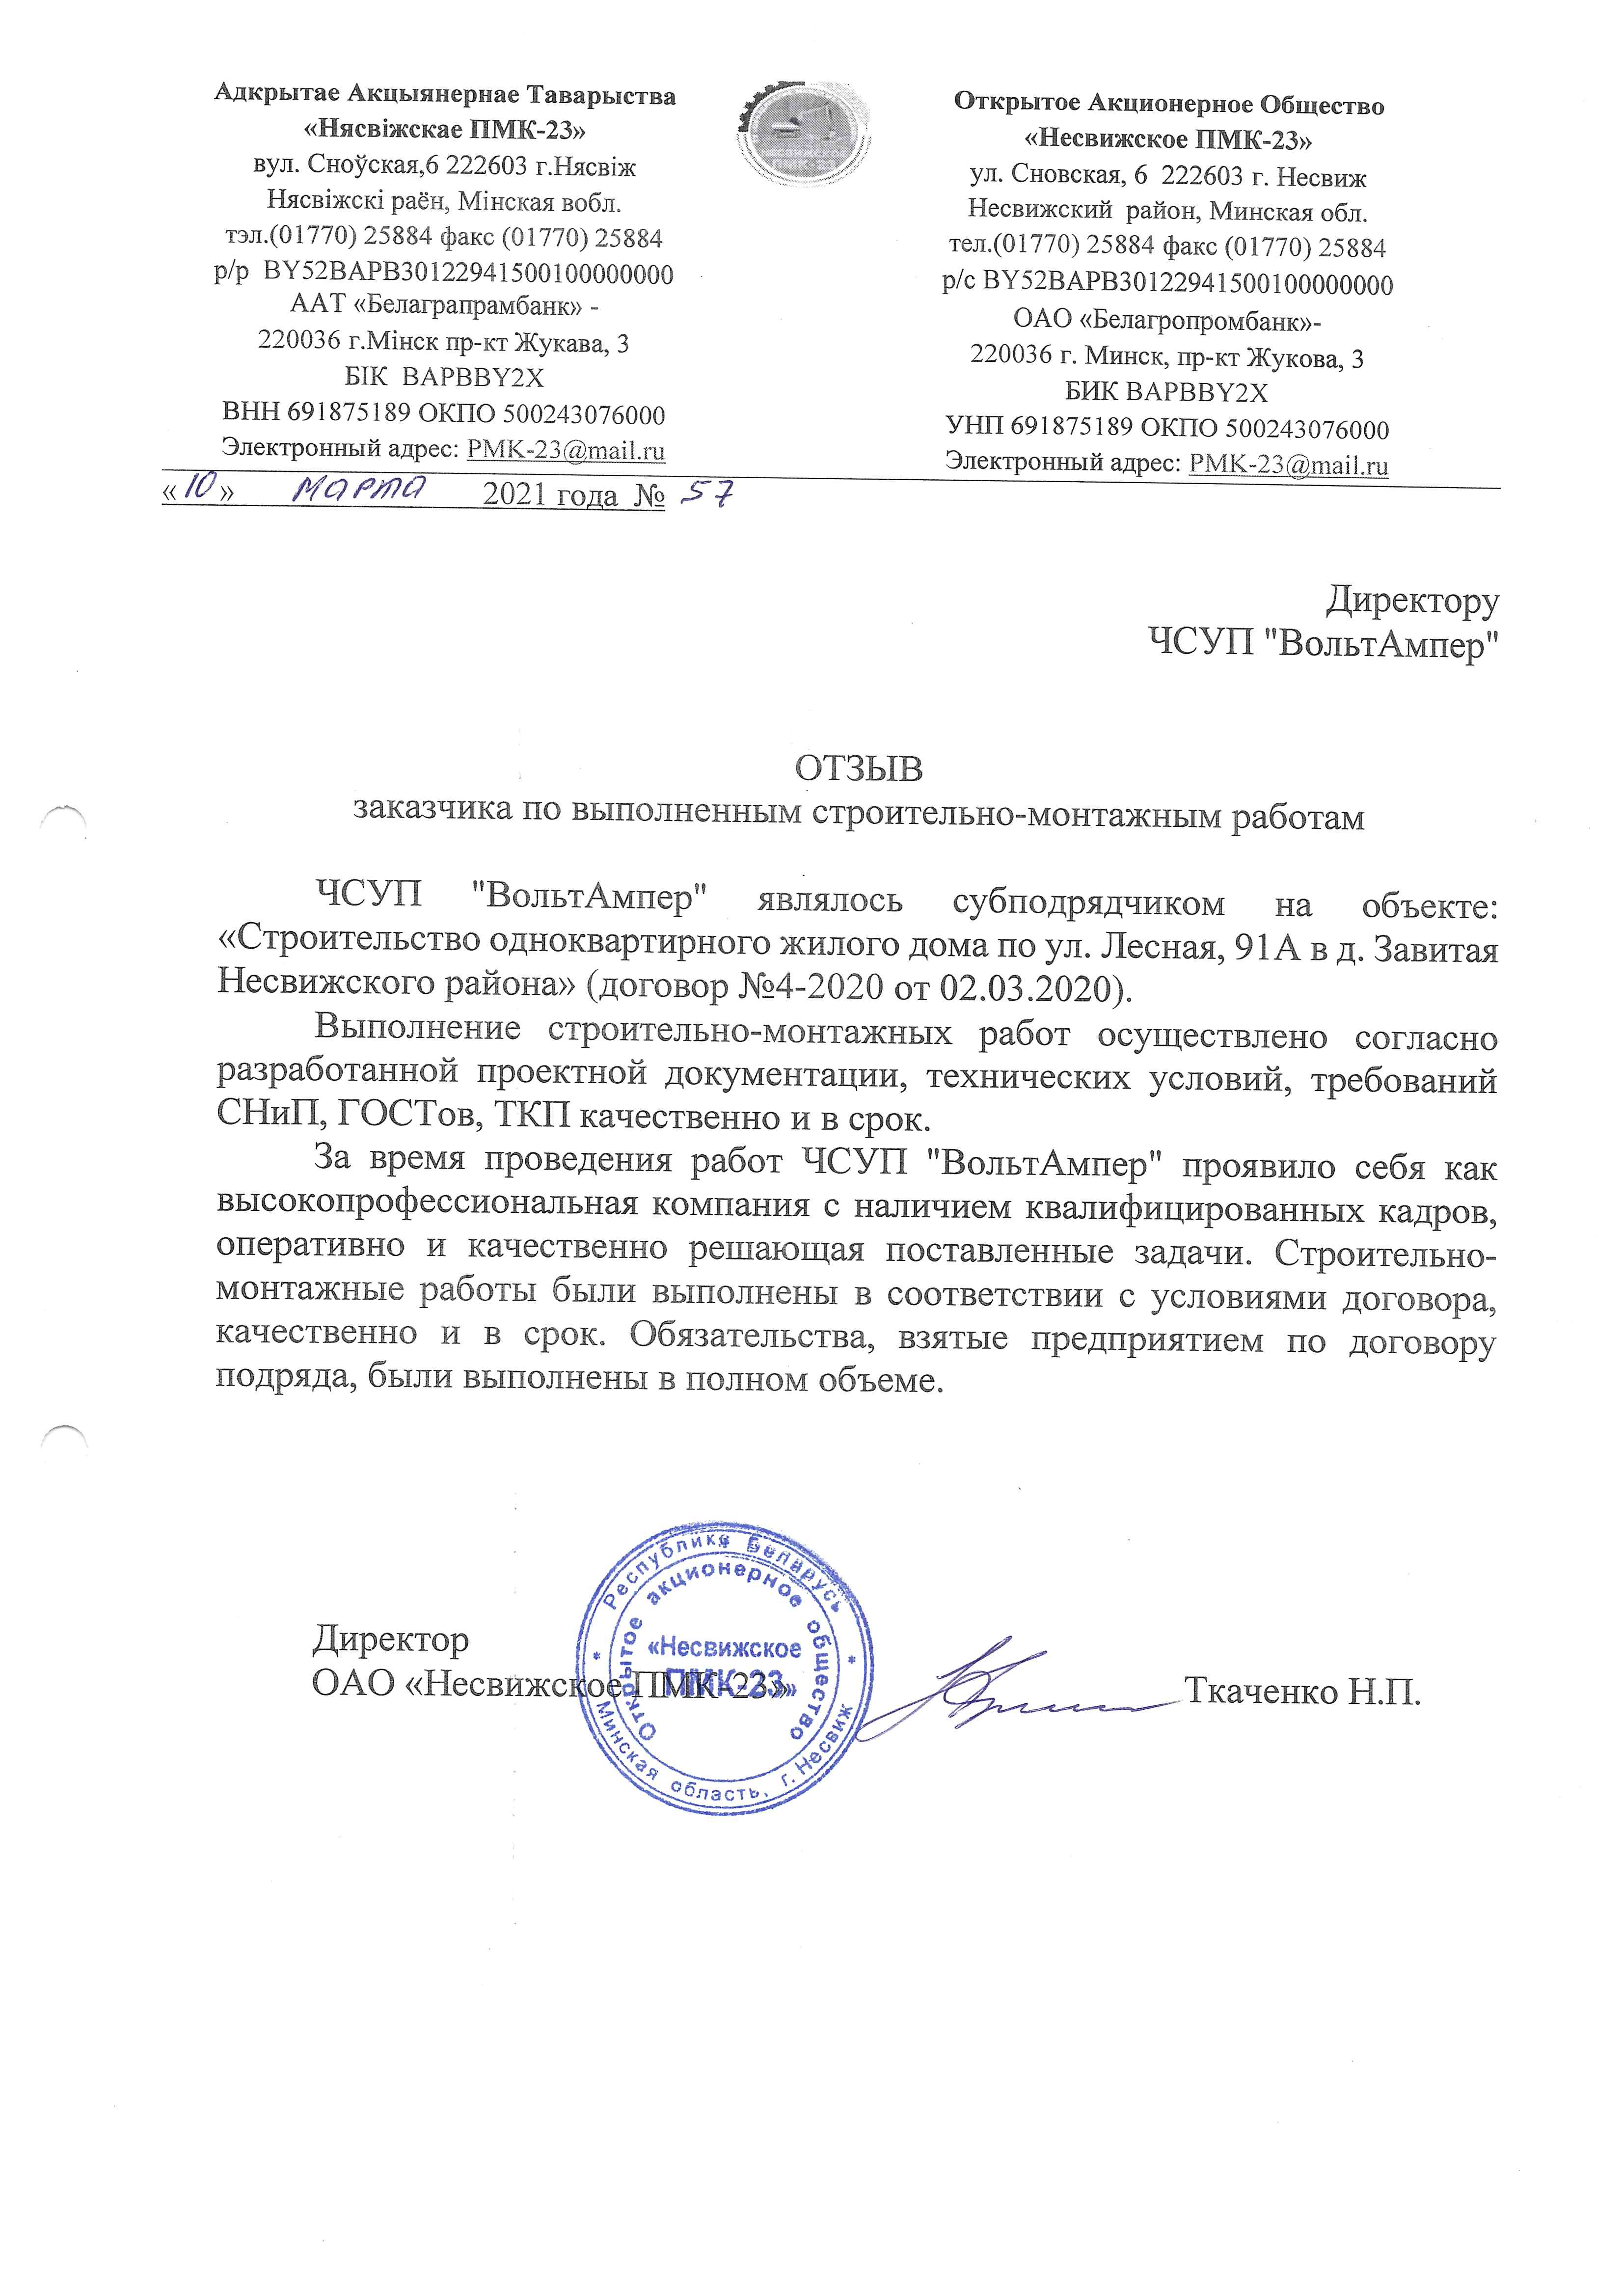 Адкрытае Акцыянернае Таварыства
«Нясвіжскае ПМК-23»
вул. Сноўская,6 222603 г.Нясвіж
Нясвіжскі раён, Мінская вобл.
тэл.(01770) 25884 факс (01770) 25884
р/р BY52BAPB30122941500100000000
ААТ «Белаграпрамбанк» -
220036 г.Мінск пр-кт Жукава, 3
БІК BAPBBY2X
ВНН 691875189 ОКПО 500243076000
Электронный адрес: PMK-23@mail.ru
НЕСВИЖСКОЕ
ПМК-23
Открытое Акционерное Общество
«Несвижское ПМК-23»
ул. Сновская, 6 222603 г. Несвиж
Несвижский район, Минская обл.
тел.(01770) 25884 факс (01770) 25884
р/с BY52BAPB30122941500100000000
ОАО «Белагропромбанк»-
220036 г. Минск, пр-кт Жукова, 3
БИК BAPBBY2X
УНП 691875189 ОКПО 500243076000
Электронный адрес: PMK-23@mail.ru
«10» марта 2021 года № 57
Директору
ЧСУП "ВольтАмпер"
ОТЗЫВ
заказчика по выполненным строительно-монтажным работам
ЧСУП "ВольтАмпер" являлось субподрядчиком на объекте:
«Строительство одноквартирного жилого дома по ул. Лесная, 91А в д. Завитая
Несвижского района» (договор №4-2020 от 02.03.2020).
Выполнение строительно-монтажных работ осуществлено согласно
разработанной проектной документации, технических условий, требований
СНиП, ГОСТов, ТКП качественно и в срок.
За время проведения работ ЧСУП "ВольтАмпер" проявило себя как
высокопрофессиональная компания с наличием квалифицированных кадров,
оперативно и качественно решающая поставленные задачи. Строительно-
монтажные работы были выполнены в соответствии с условиями договора,
качественно и в срок. Обязательства, взятые предприятием по договору
подряда, были выполнены в полном объеме.
Директор
ОАО «Несвижское ПМК-23»
Ткаченко Н.П.
Республика Беларусь
Открытое акционерное общество
«Несвижское
ПМК-23»
Минская область, г. Несвиж